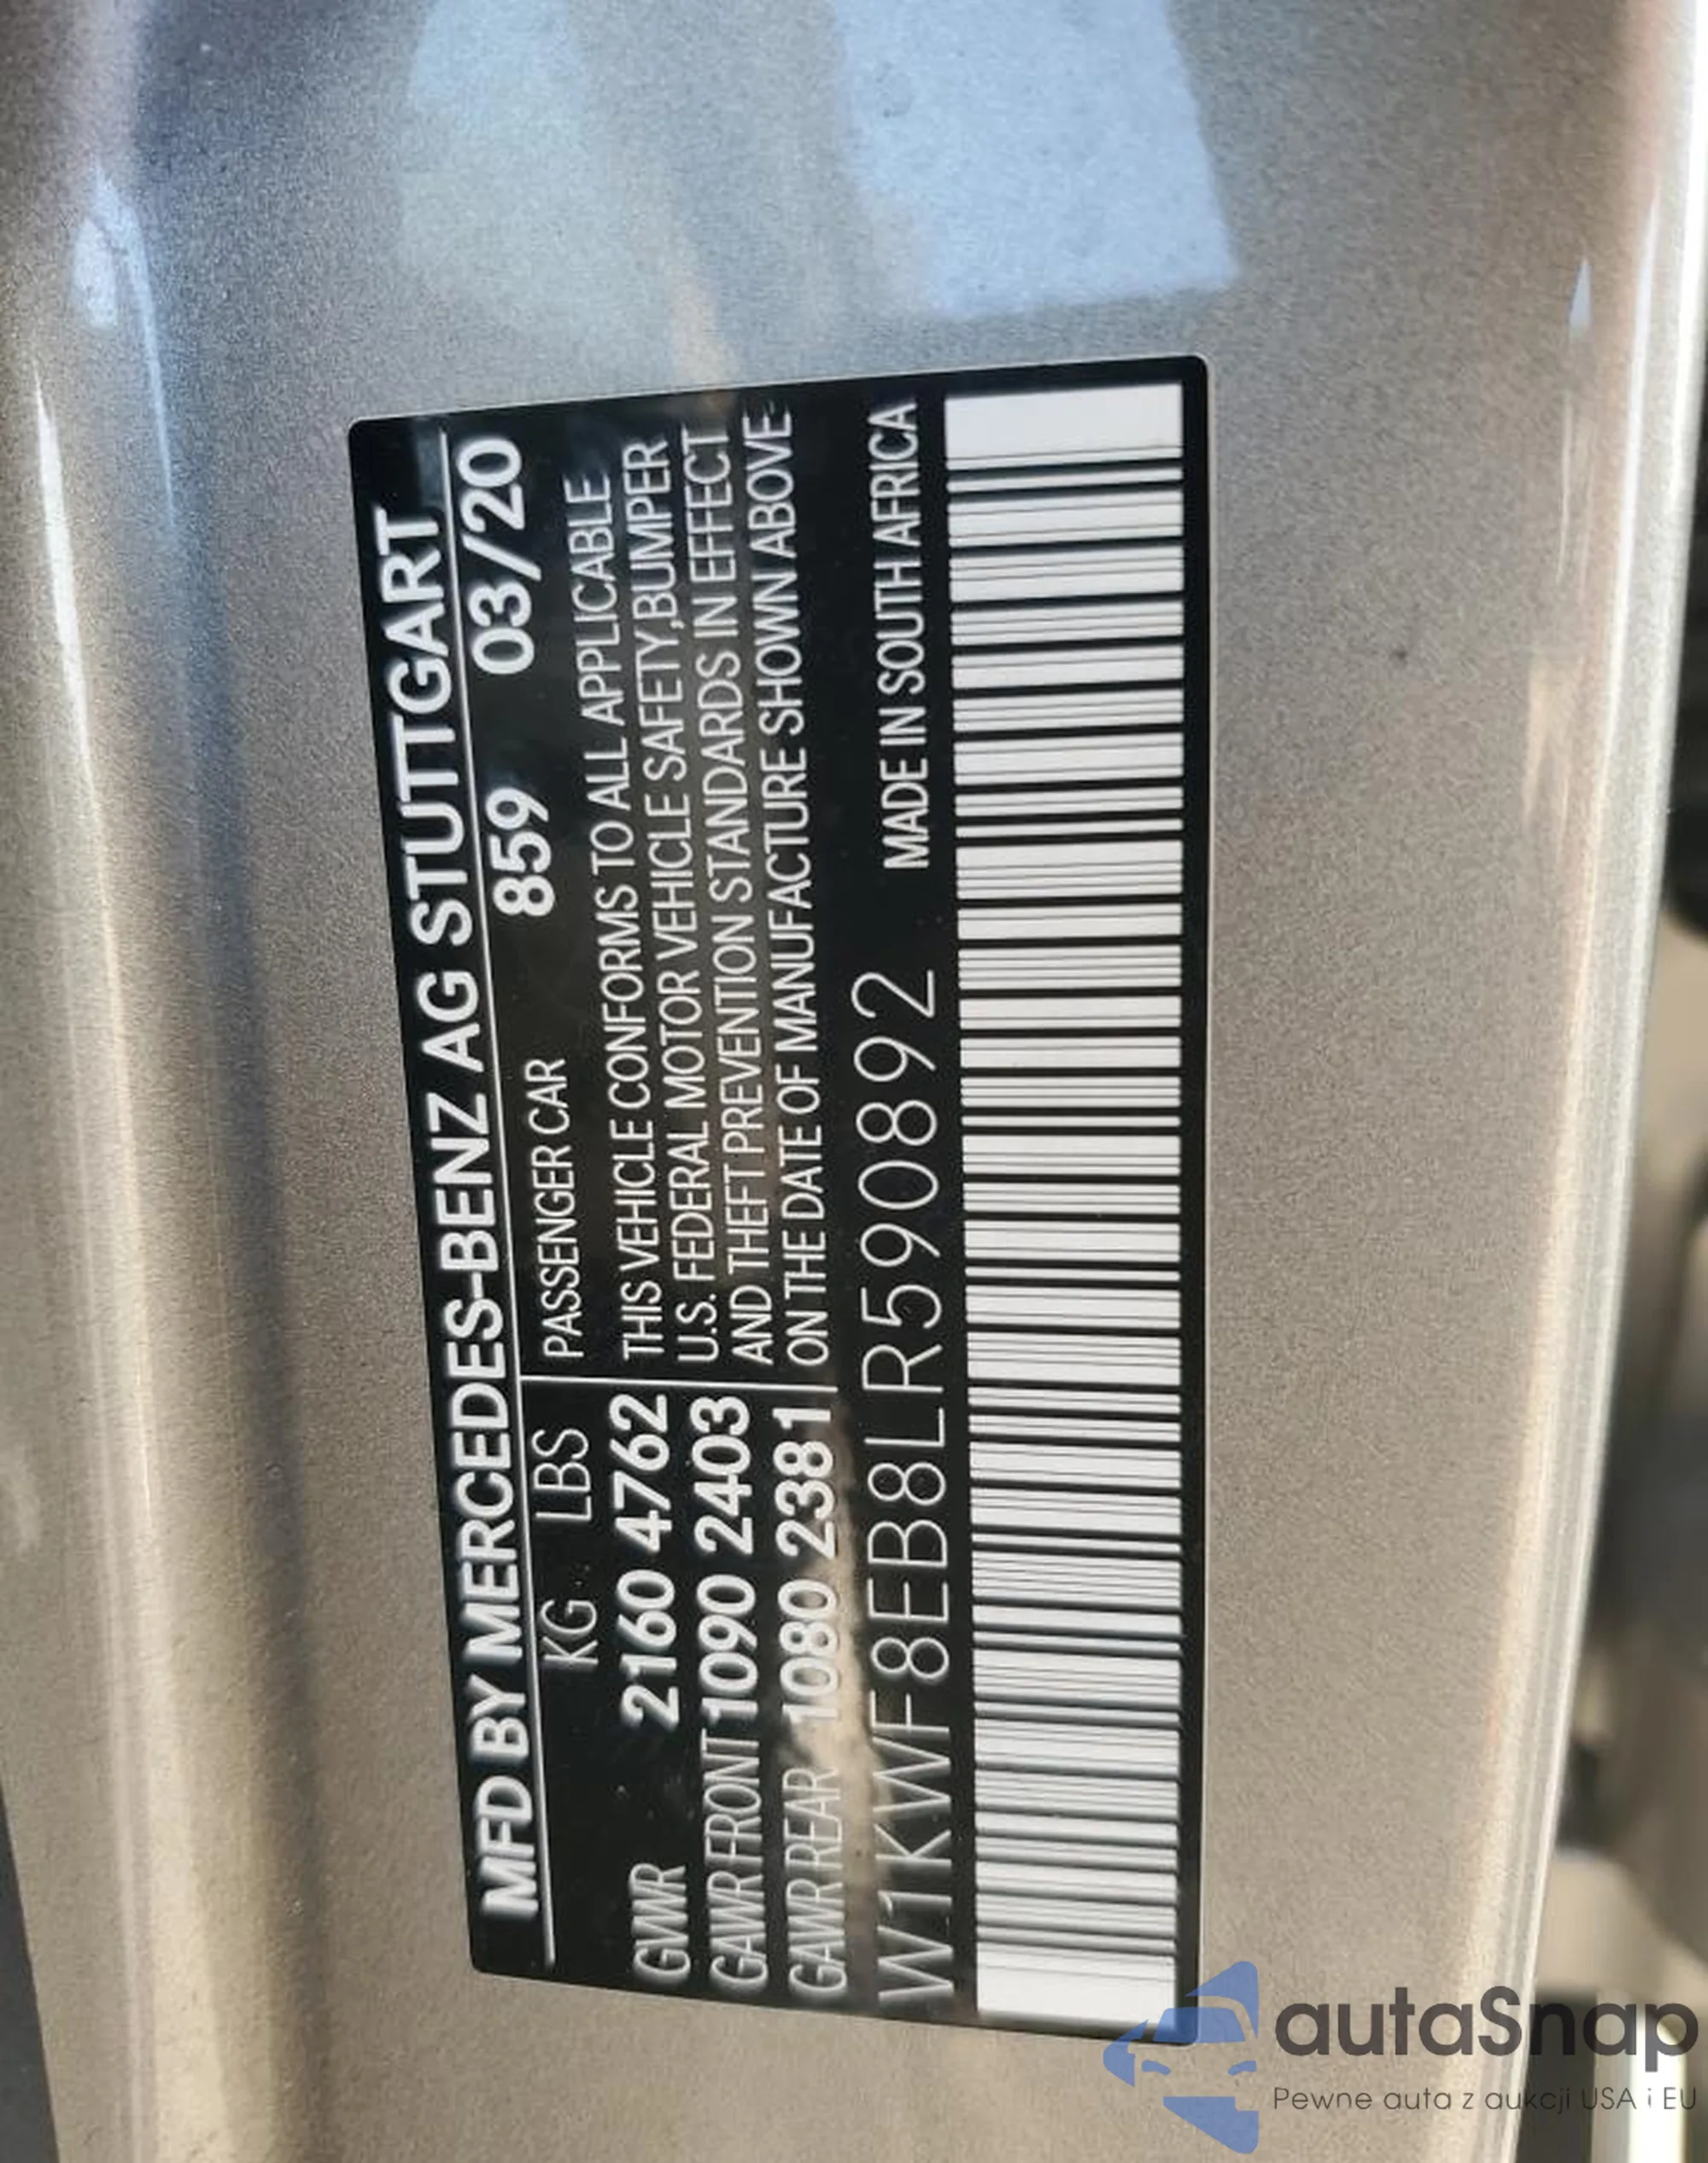 MFD BY MERCEDES-BENZ AG STUTTGART
KG LBS PASSENGER CAR 859 03/20
GWWR 2160 4762 THIS VEHICLE CONFORMS TO ALL APPLICABLE
GAWR FRONT 1090 2403 U.S. FEDERAL MOTOR VEHICLE SAFETY,BUMPER
GAWR REAR 1080 2381 AND THEFT PREVENTION STANDARDS IN EFFECT
ON THE DATE OF MANUFACTURE SHOWN ABOVE.
W1KWF8EB8LR590892 MADE IN SOUTH AFRICA
autaSnap
Pewne auta z aukcji USA i EU